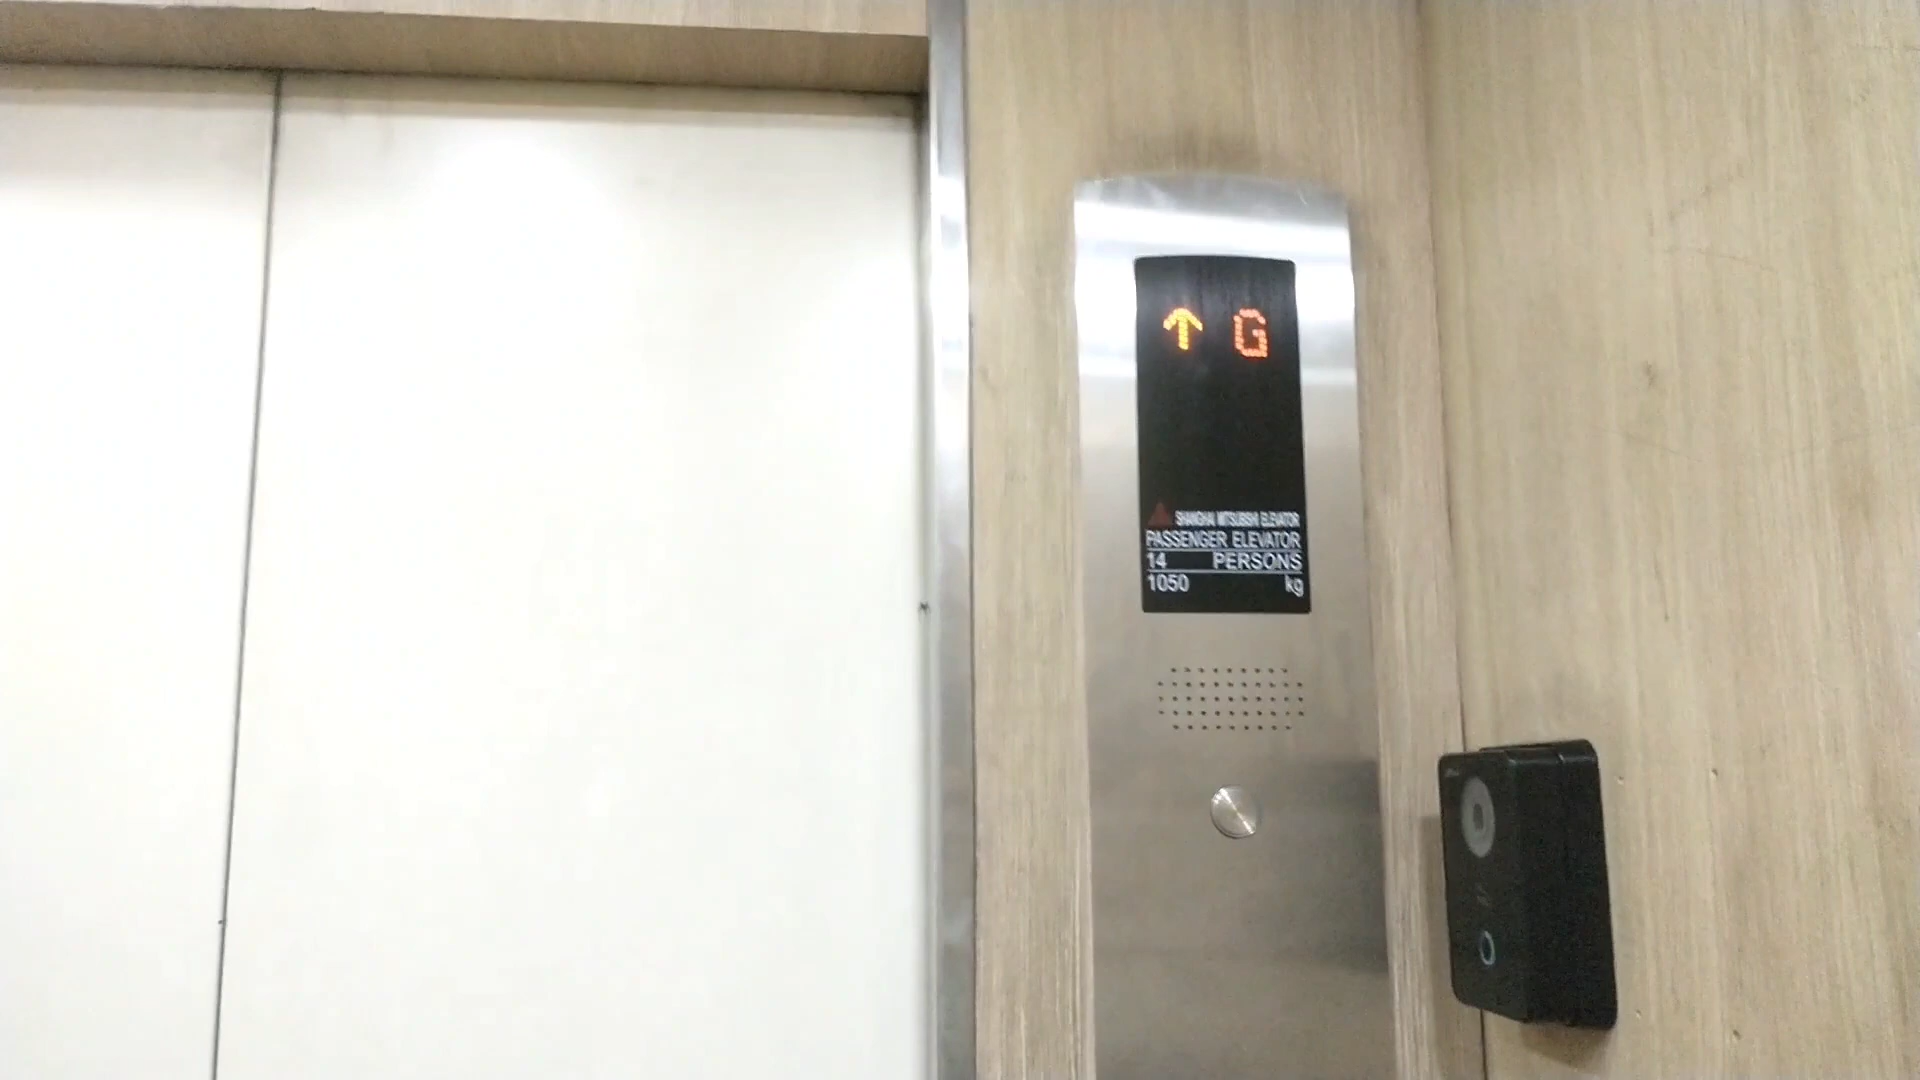 ↑ G
SHANGHAI MITSUBISHI ELEVATOR
PASSENGER ELEVATOR
14 PERSONS
1050 kg